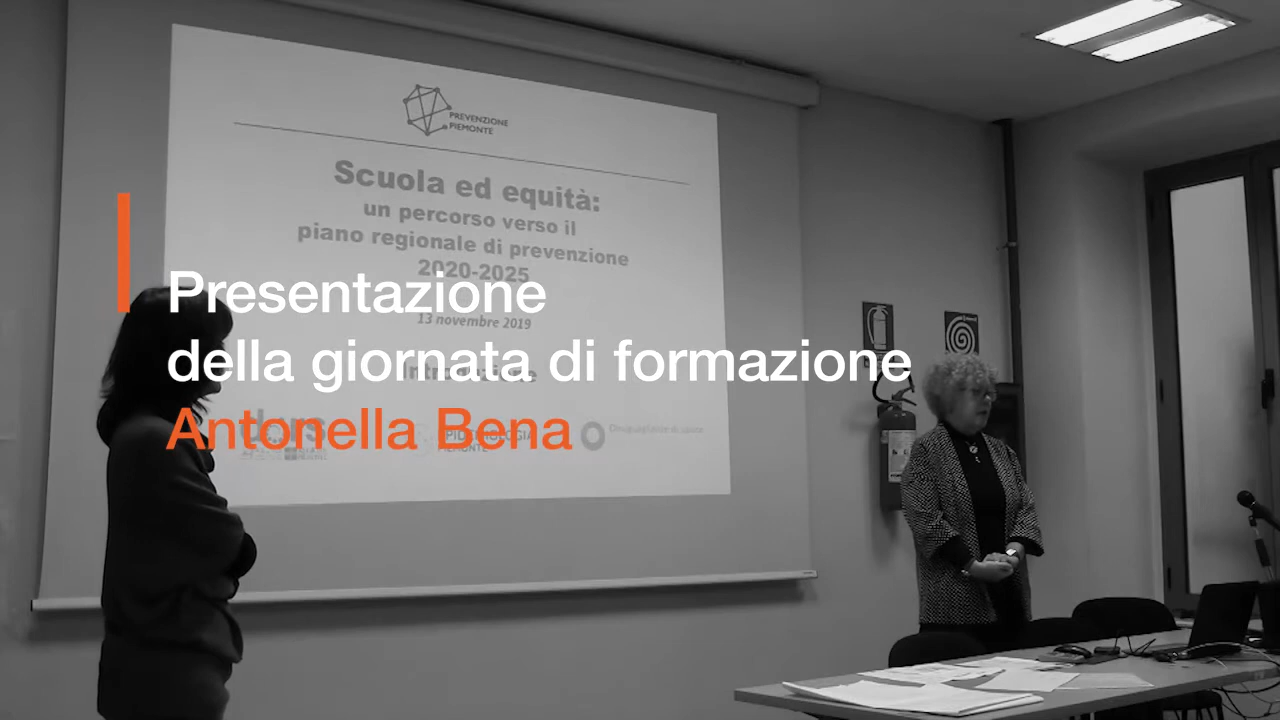 PREVENZIONE
PIEMONTE
Scuola ed equità:
un percorso verso il
piano regionale di prevenzione
2020-2025
13 novembre 2019
Presentazione
della giornata di formazione
Antonella Bena